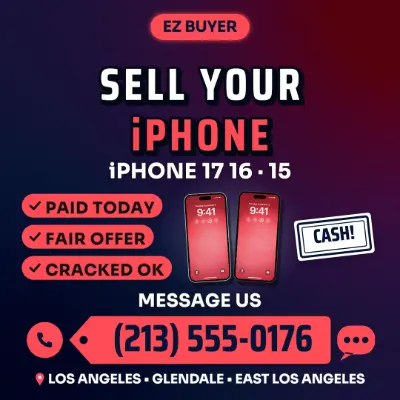 EZ BUYER
SELL YOUR
iPHONE
iPHONE 17 16 · 15
PAID TODAY
FAIR OFFER
CRACKED OK
9:41
9:41
CASH!
MESSAGE US
(213) 555-0176
LOS ANGELES • GLENDALE • EAST LOS ANGELES